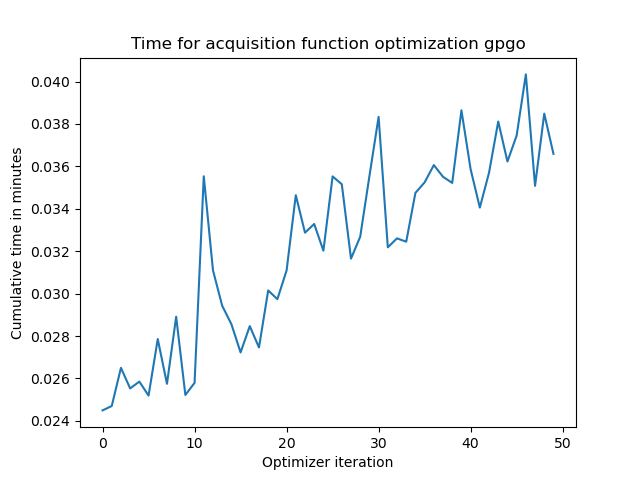 Time for acquisition function optimization gpgo
0.040
0.038
0.036
0.034
0.032
0.030
0.028
0.026
0.024
Cumulative time in minutes
0 10 20 30 40 50
Optimizer iteration